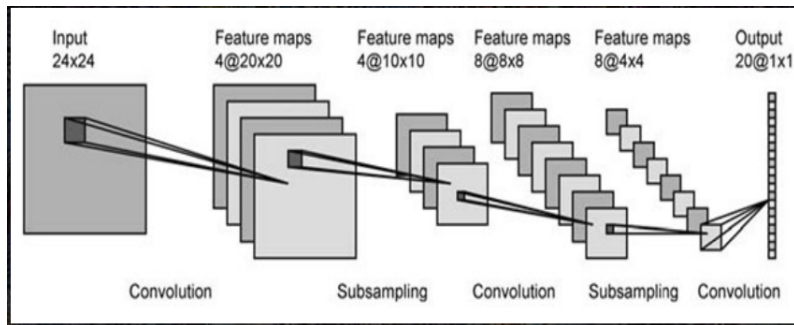 Input
24x24
Feature maps
4@20x20
Feature maps
4@10x10
Feature maps
8@8x8
Feature maps
8@4x4
Output
20@1x1
Convolution
Subsampling
Convolution
Subsampling
Convolution